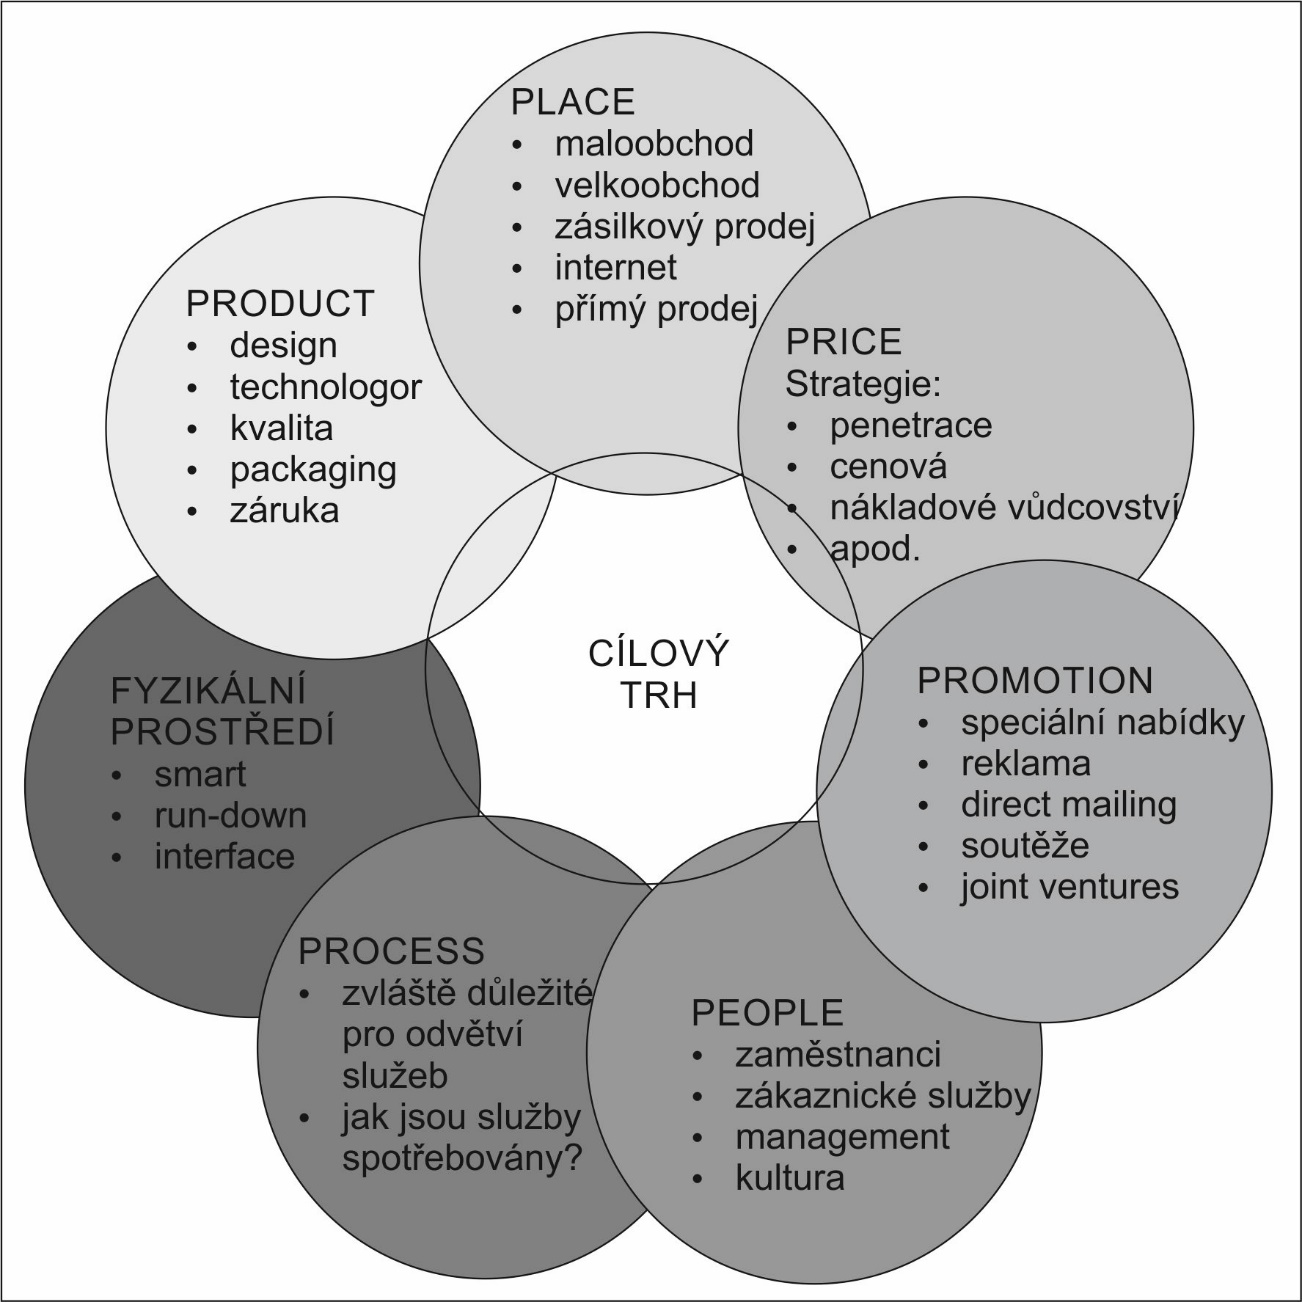 PLACE
• maloobchod
• velkoobchod
• zásilkový prodej
• internet
• přímý prodej
PRODUCT
• design
• technologor
• kvalita
• packaging
• záruka
PRICE
Strategie:
• penetrace
• cenová
• nákladové vůdcovství
• apod.
CÍLOVÝ
TRH
FYZIKÁLNÍ
PROSTŘEDÍ
• smart
• run-down
• interface
PROMOTION
• speciální nabídky
• reklama
• direct mailing
• soutěže
• joint ventures
PROCESS
• zvláště důležité
pro odvětví
služeb
• jak jsou služby
spotřebovány?
PEOPLE
• zaměstnanci
• zákaznické služby
• management
• kultura